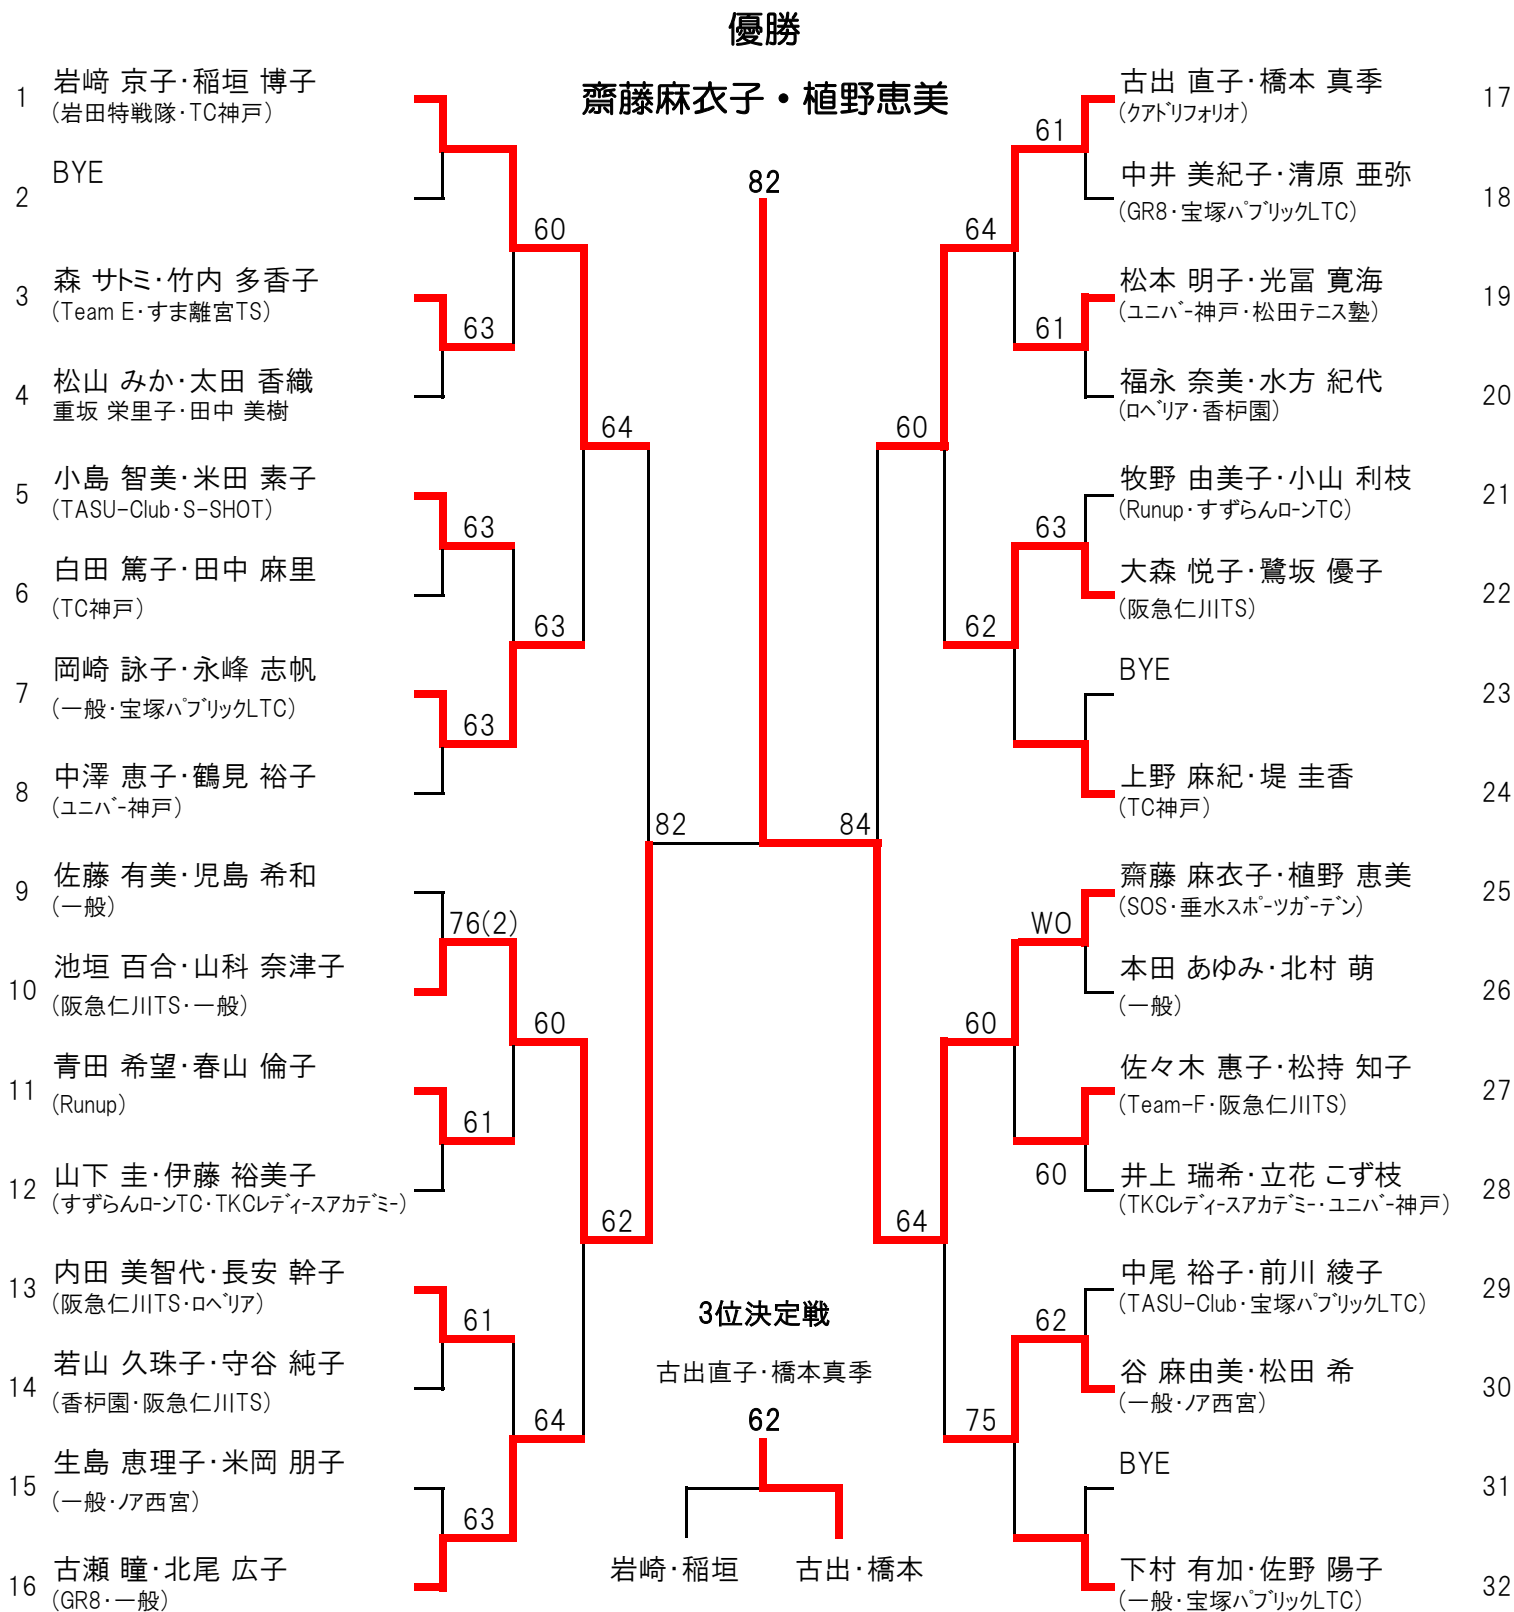 優勝
齋藤麻衣子・植野恵美
82
1
岩﨑 京子・稲垣 博子
(岩田特戦隊・TC神戸)
2
BYE
60
3
森 サトミ・竹内 多香子
(Team E・すま離宮TS)
63
4
松山 みか・太田 香織
重坂 栄里子・田中 美樹
64
5
小島 智美・米田 素子
(TASU-Club・S-SHOT)
63
6
白田 篤子・田中 麻里
(TC神戸)
63
7
岡崎 詠子・永峰 志帆
(一般・宝塚ﾊﾟﾌﾞﾘｯｸLTC)
63
8
中澤 恵子・鶴見 裕子
(ユニバｰ神戸)
82
9
佐藤 有美・児島 希和
(一般)
76(2)
10
池垣 百合・山科 奈津子
(阪急仁川TS・一般)
60
11
青田 希望・春山 倫子
(Runup)
61
12
山下 圭・伊藤 裕美子
(すずらんﾛｰﾝTC・TKCﾚﾃﾞｨｰｽアカデﾐｰ)
62
13
内田 美智代・長安 幹子
(阪急仁川TS・ﾛﾍﾞﾘｱ)
61
14
若山 久珠子・守谷 純子
(香枦園・阪急仁川TS)
64
15
生島 恵理子・米岡 朋子
(一般・ﾉｱ西宮)
63
16
古瀬 瞳・北尾 広子
(GR8・一般)
古出 直子・橋本 真季
(ｸｱﾄﾞﾘフォリオ)
17
61
中井 美紀子・清原 亜弥
(GR8・宝塚ﾊﾟﾌﾞﾘｯｸLTC)
18
64
松本 明子・光冨 寛海
(ユニバｰ神戸・松田テニス塾)
19
61
福永 奈美・水方 紀代
(ﾛﾍﾞﾘｱ・香枦園)
20
60
牧野 由美子・小山 利枝
(Runup・すずらんﾛｰﾝTC)
21
63
大森 悦子・鷺坂 優子
(阪急仁川TS)
22
62
BYE
23
上野 麻紀・堤 圭香
(TC神戸)
24
84
齋藤 麻衣子・植野 恵美
(SOS・垂水ｽﾎﾟｰﾂｶﾞｰﾃﾞﾝ)
25
WO
本田 あゆみ・北村 萌
(一般)
26
60
佐々木 惠子・松持 知子
(Team-F・阪急仁川TS)
27
60
井上 瑞希・立花 こず枝
(TKCﾚﾃﾞｨｰｽアカデﾐｰ・ユニバｰ神戸)
28
64
中尾 裕子・前川 綾子
(TASU-Club・宝塚ﾊﾟﾌﾞﾘｯｸLTC)
29
62
谷 麻由美・松田 希
(一般・ﾉｱ西宮)
30
75
BYE
31
下村 有加・佐野 陽子
(一般・宝塚ﾊﾟﾌﾞﾘｯｸLTC)
32
3位決定戦
古出直子・橋本真季
62
岩崎・稲垣
古出・橋本